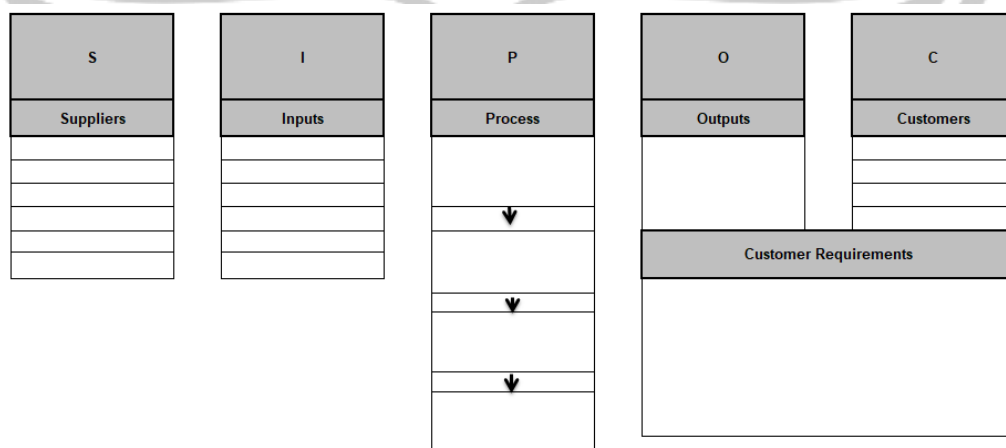 S I P O C
Suppliers Inputs Process Outputs Customers
Customer Requirements